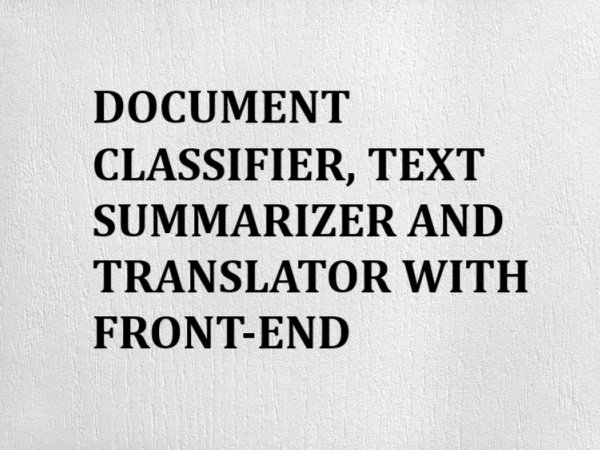 DOCUMENT
CLASSIFIER, TEXT
SUMMARIZER AND
TRANSLATOR WITH
FRONT-END